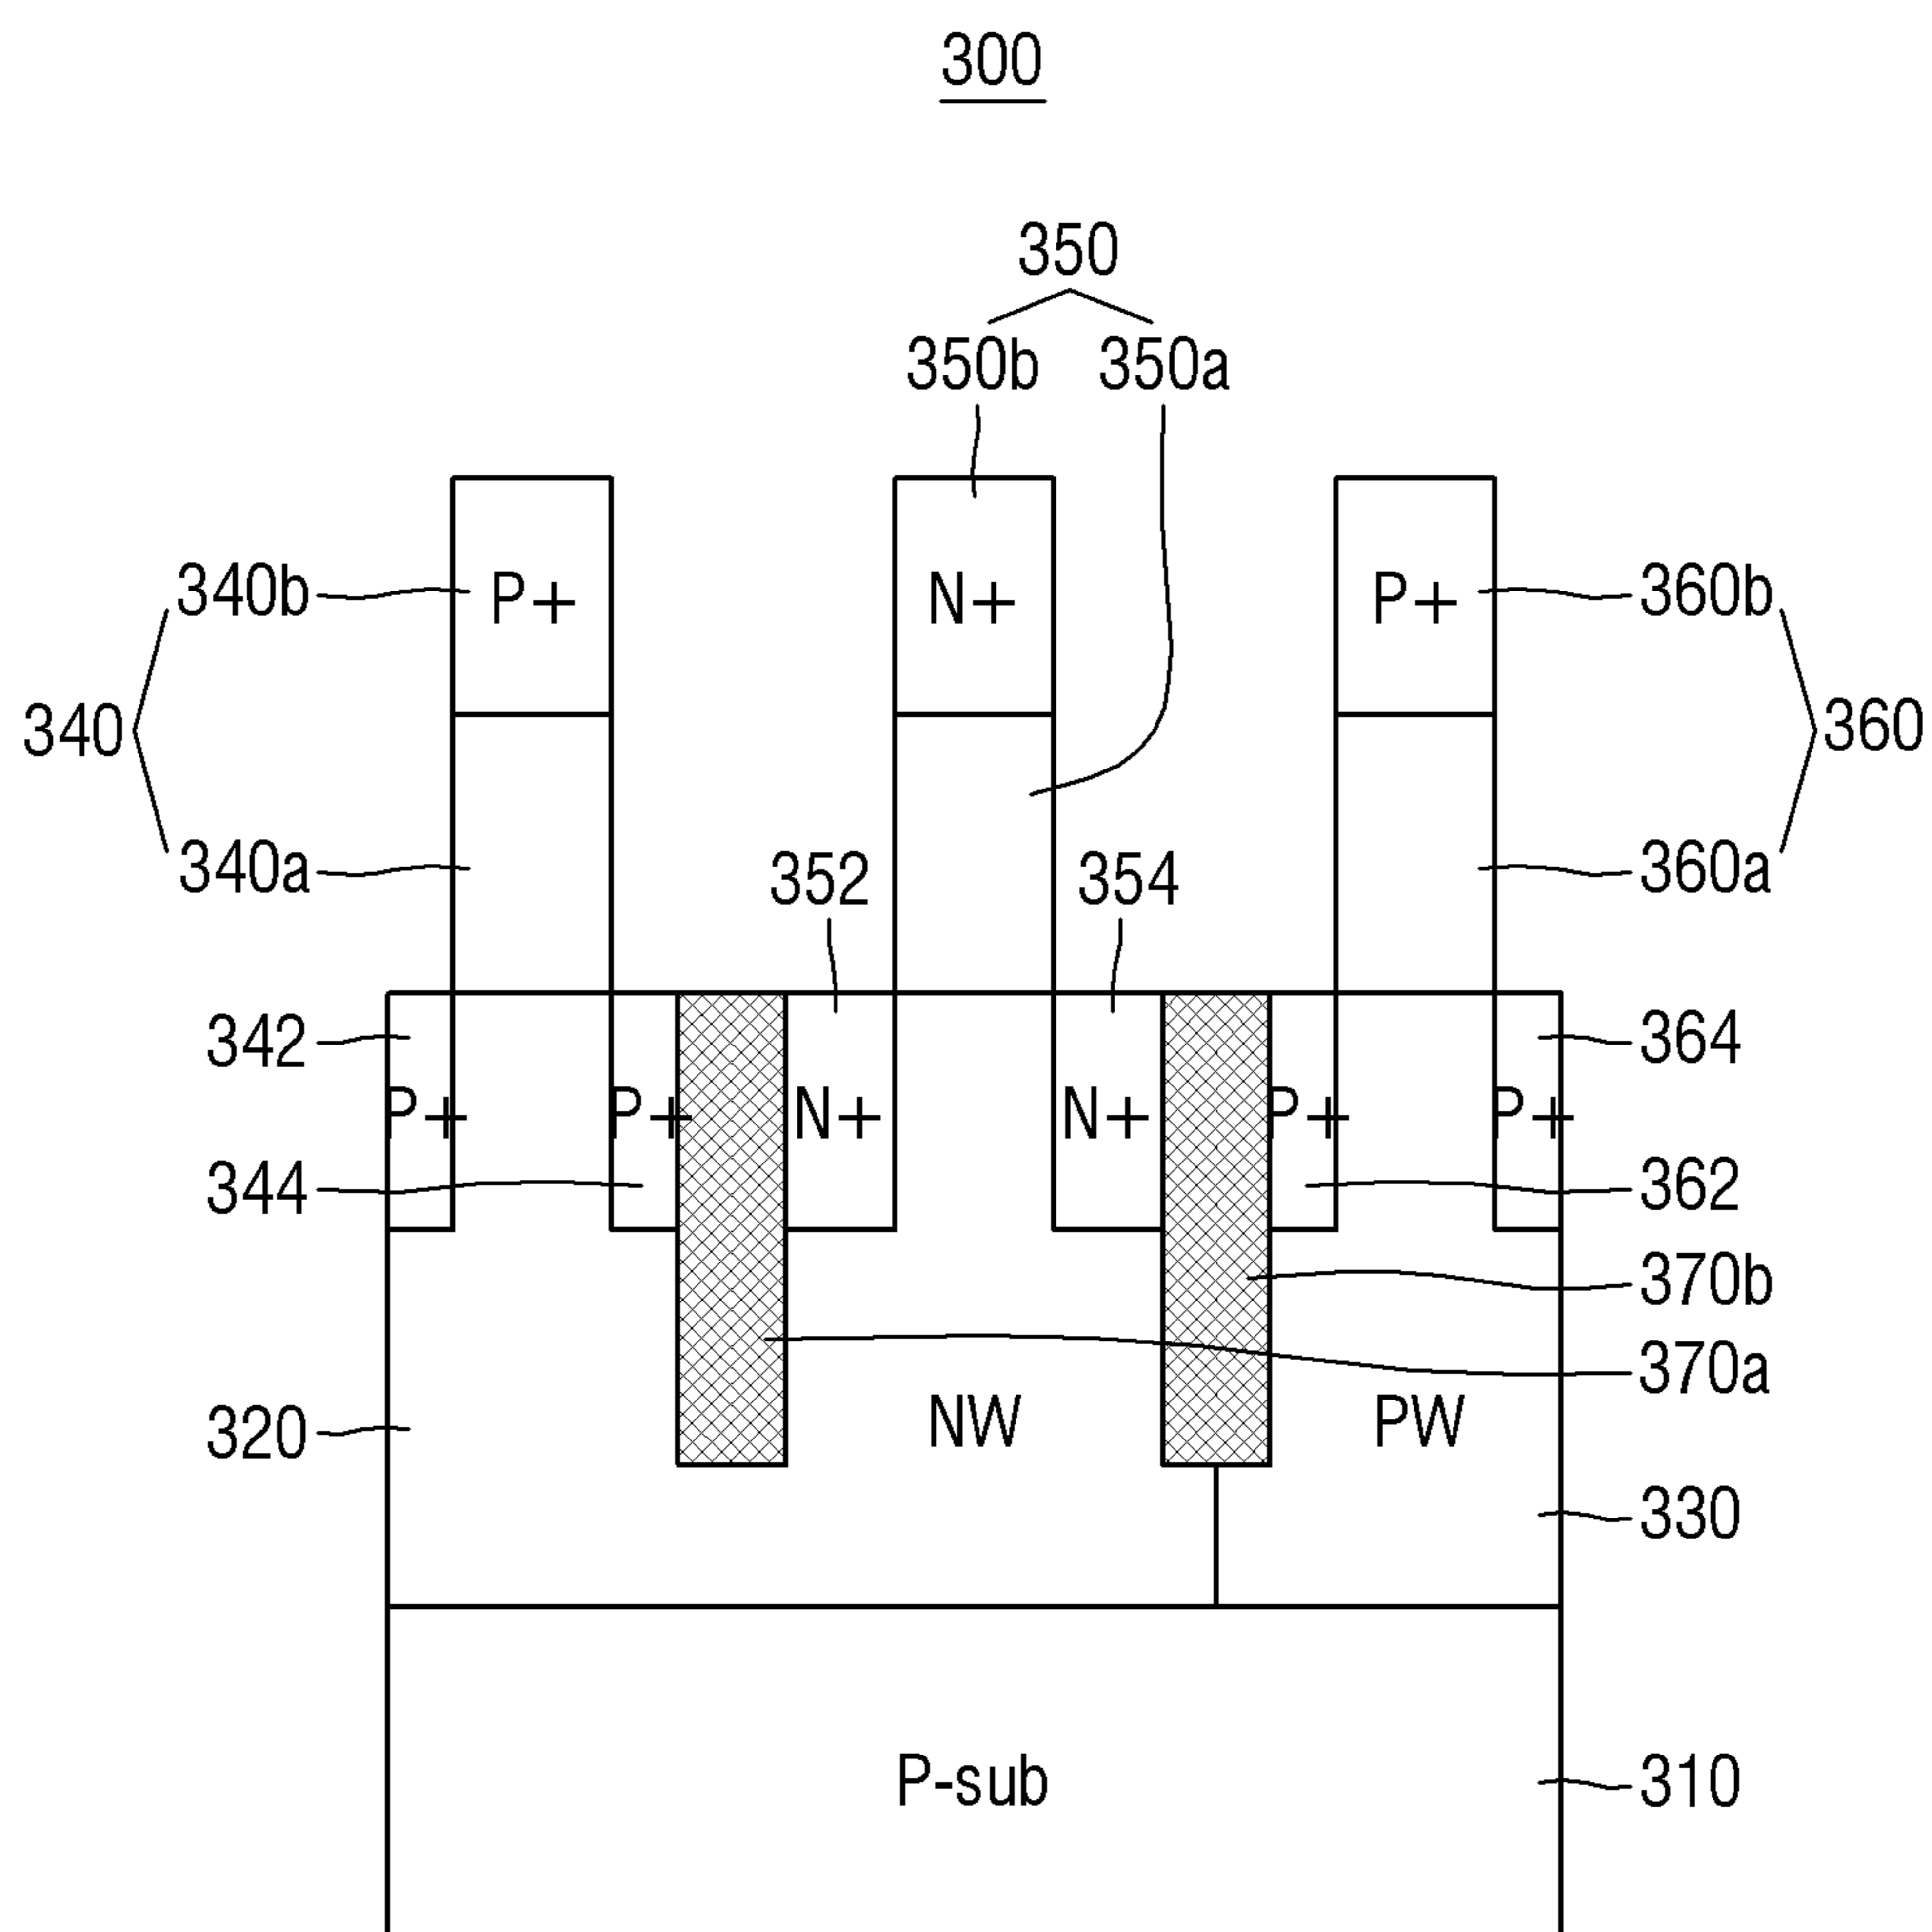 300
350
350b 350a
340b P+ N+ P+ 360b
340 360
340a 352 354 360a
342 364
P+ P+ N+ N+ P+ P+
344 362
370b
370a
320 NW PW
330
P-sub 310